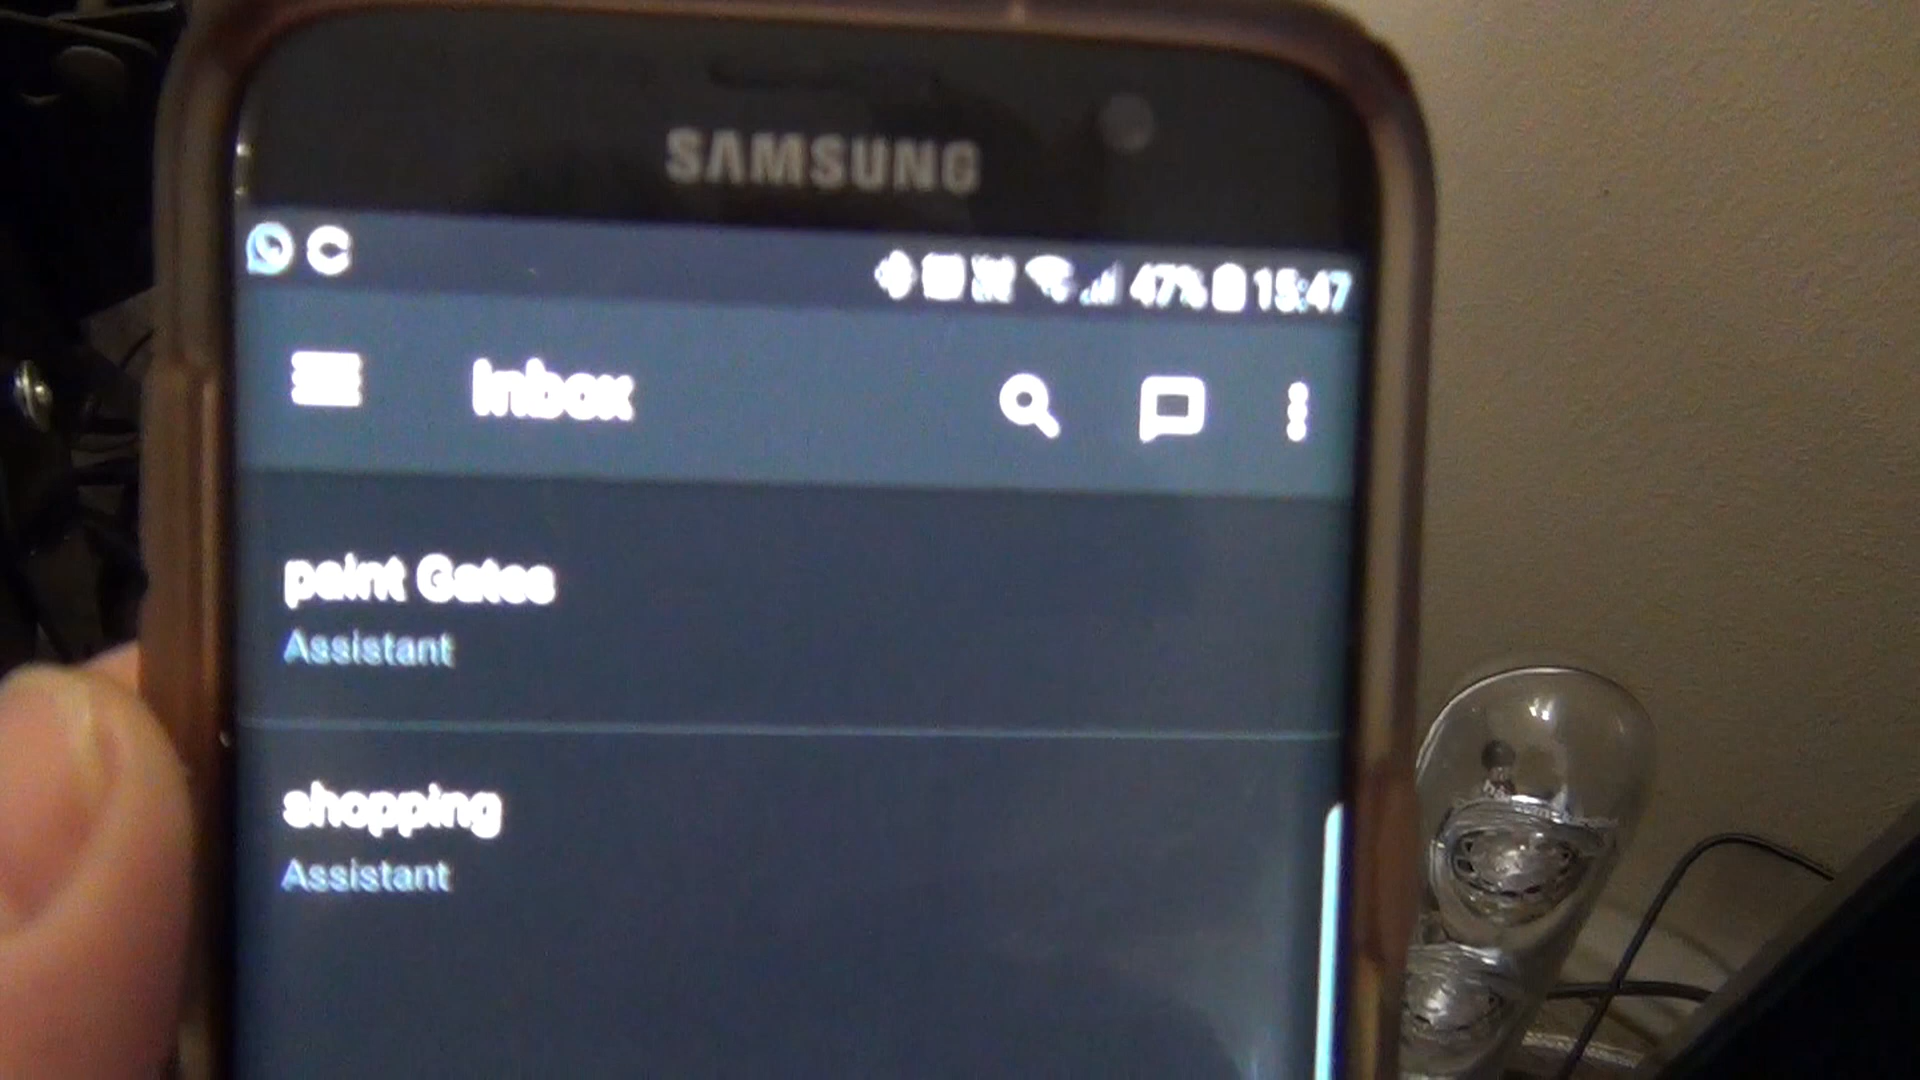 SAMSUNG
47% 15:47
Inbox
paint Gates
Assistant
shopping
Assistant